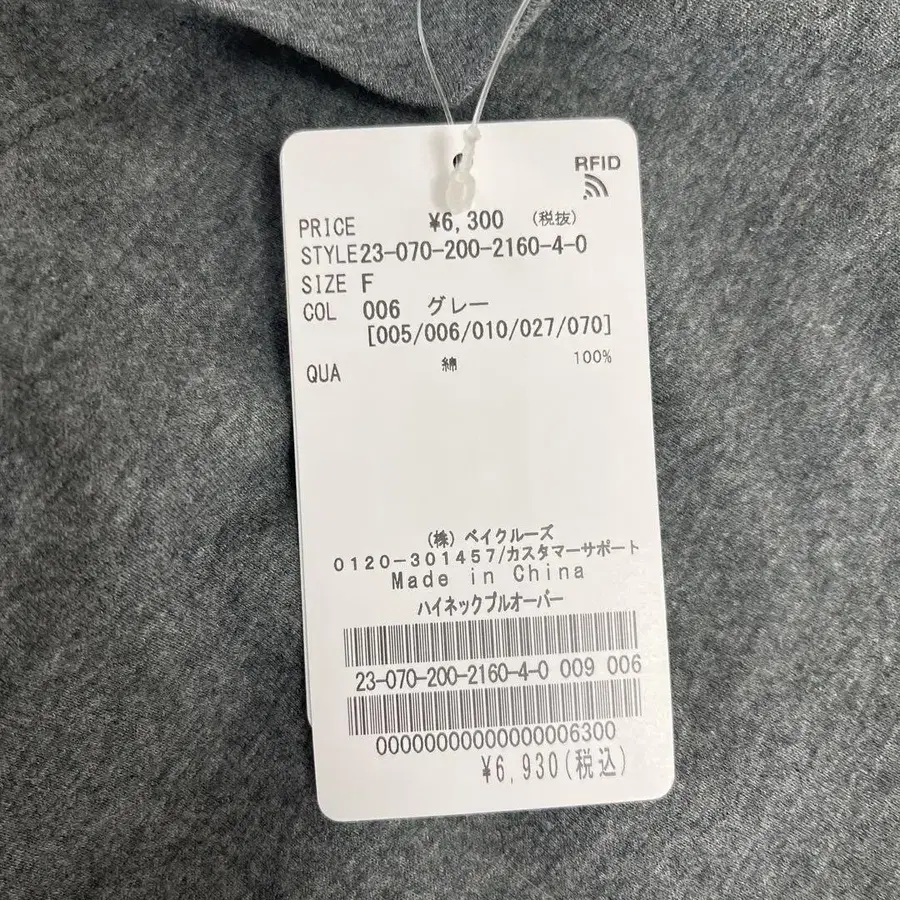 RFID
PRICE ¥6,300 (税抜)
STYLE23-070-200-2160-4-0
SIZE F
COL 006 グレー
[005/006/010/027/070]
QUA 綿 100%
(株) ベイクルーズ
0120-301457/カスタマーサポート
Made in China
ハイネックプルオーバー
23-070-200-2160-4-0 009 006
00000000000000006300
¥6,930(税込)